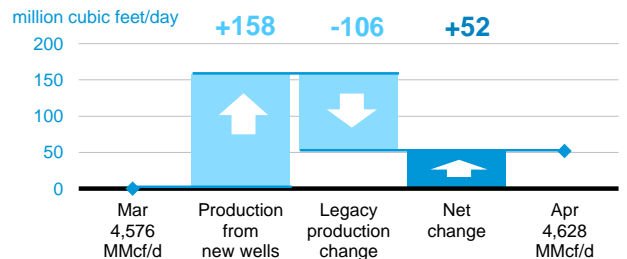 million cubic feet/day
+158
-106
+52
200
150
100
50
0
Mar
4,576
MMcf/d
Production
from
new wells
Legacy
production
change
Net
change
Apr
4,628
MMcf/d